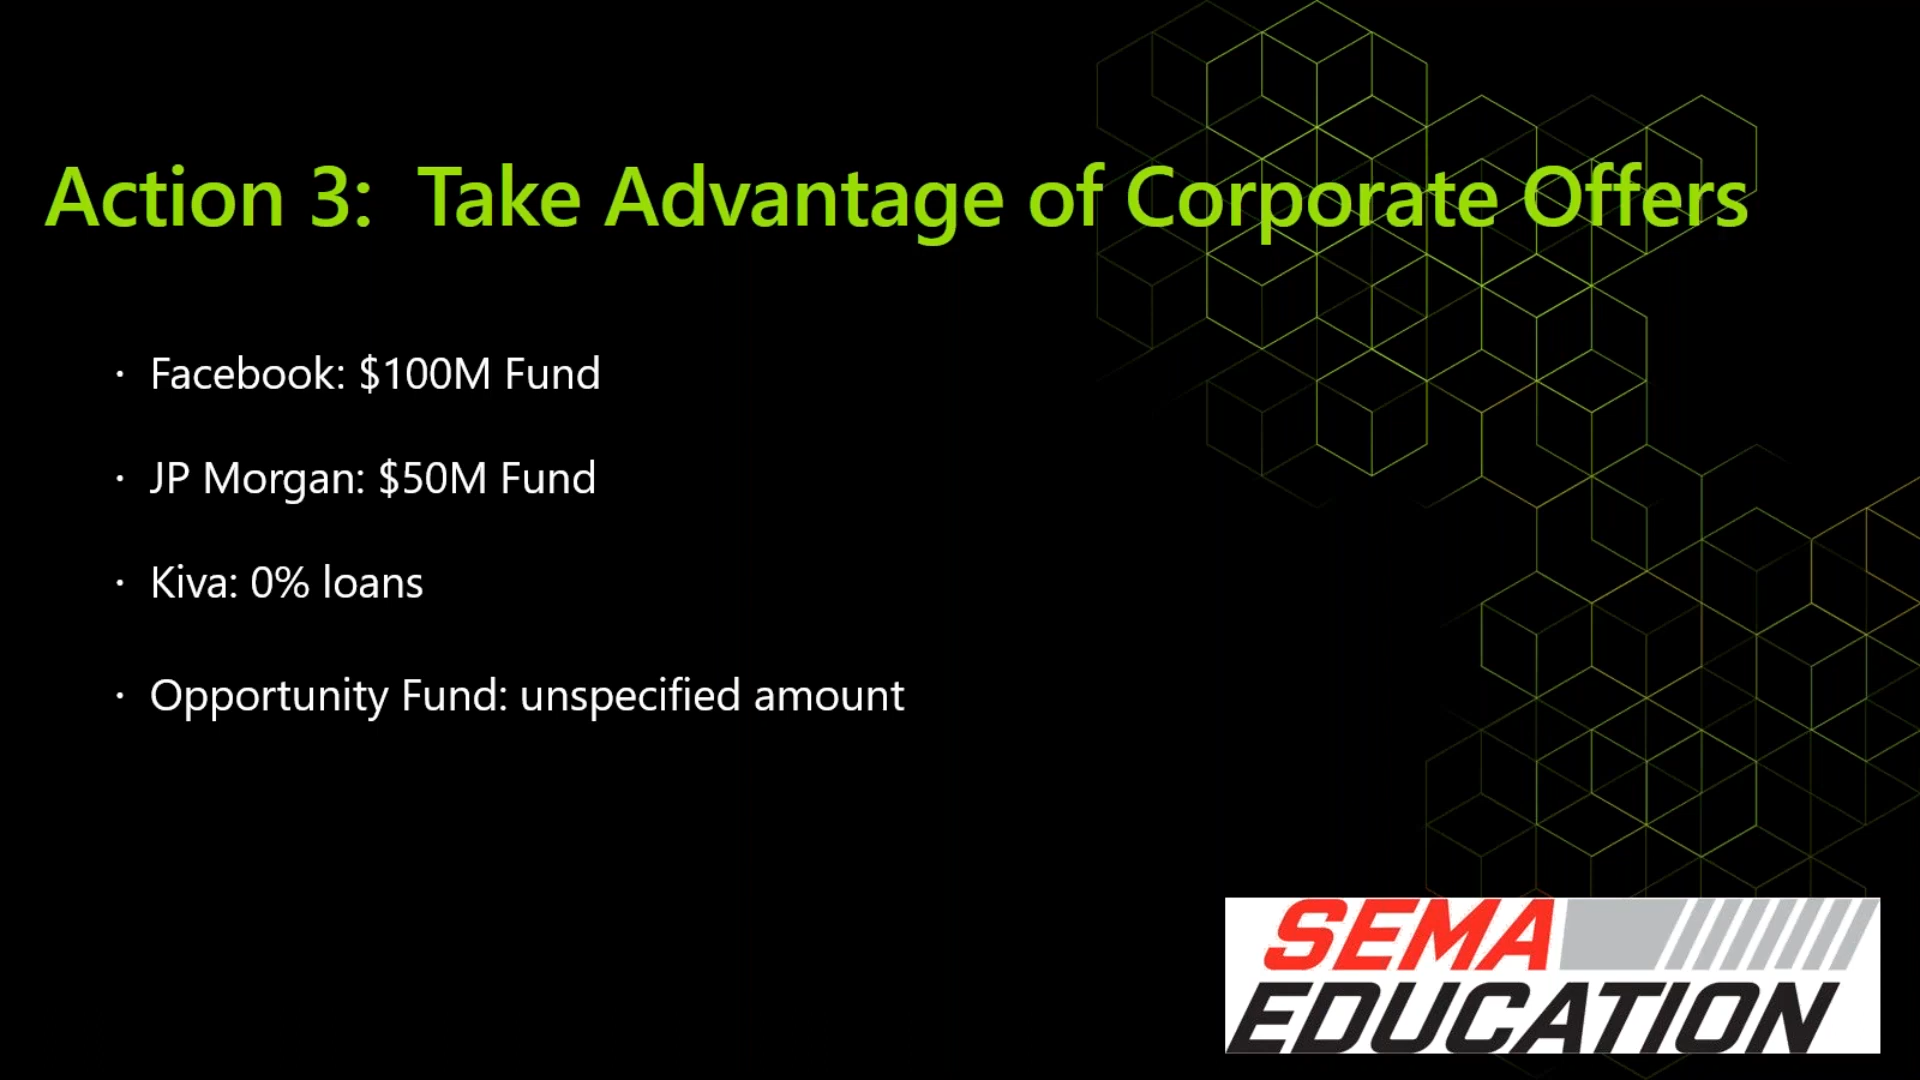 Action 3:  Take Advantage of Corporate Offers
· Facebook: $100M Fund
· JP Morgan: $50M Fund
· Kiva: 0% loans
· Opportunity Fund: unspecified amount
SEMA
EDUCATION